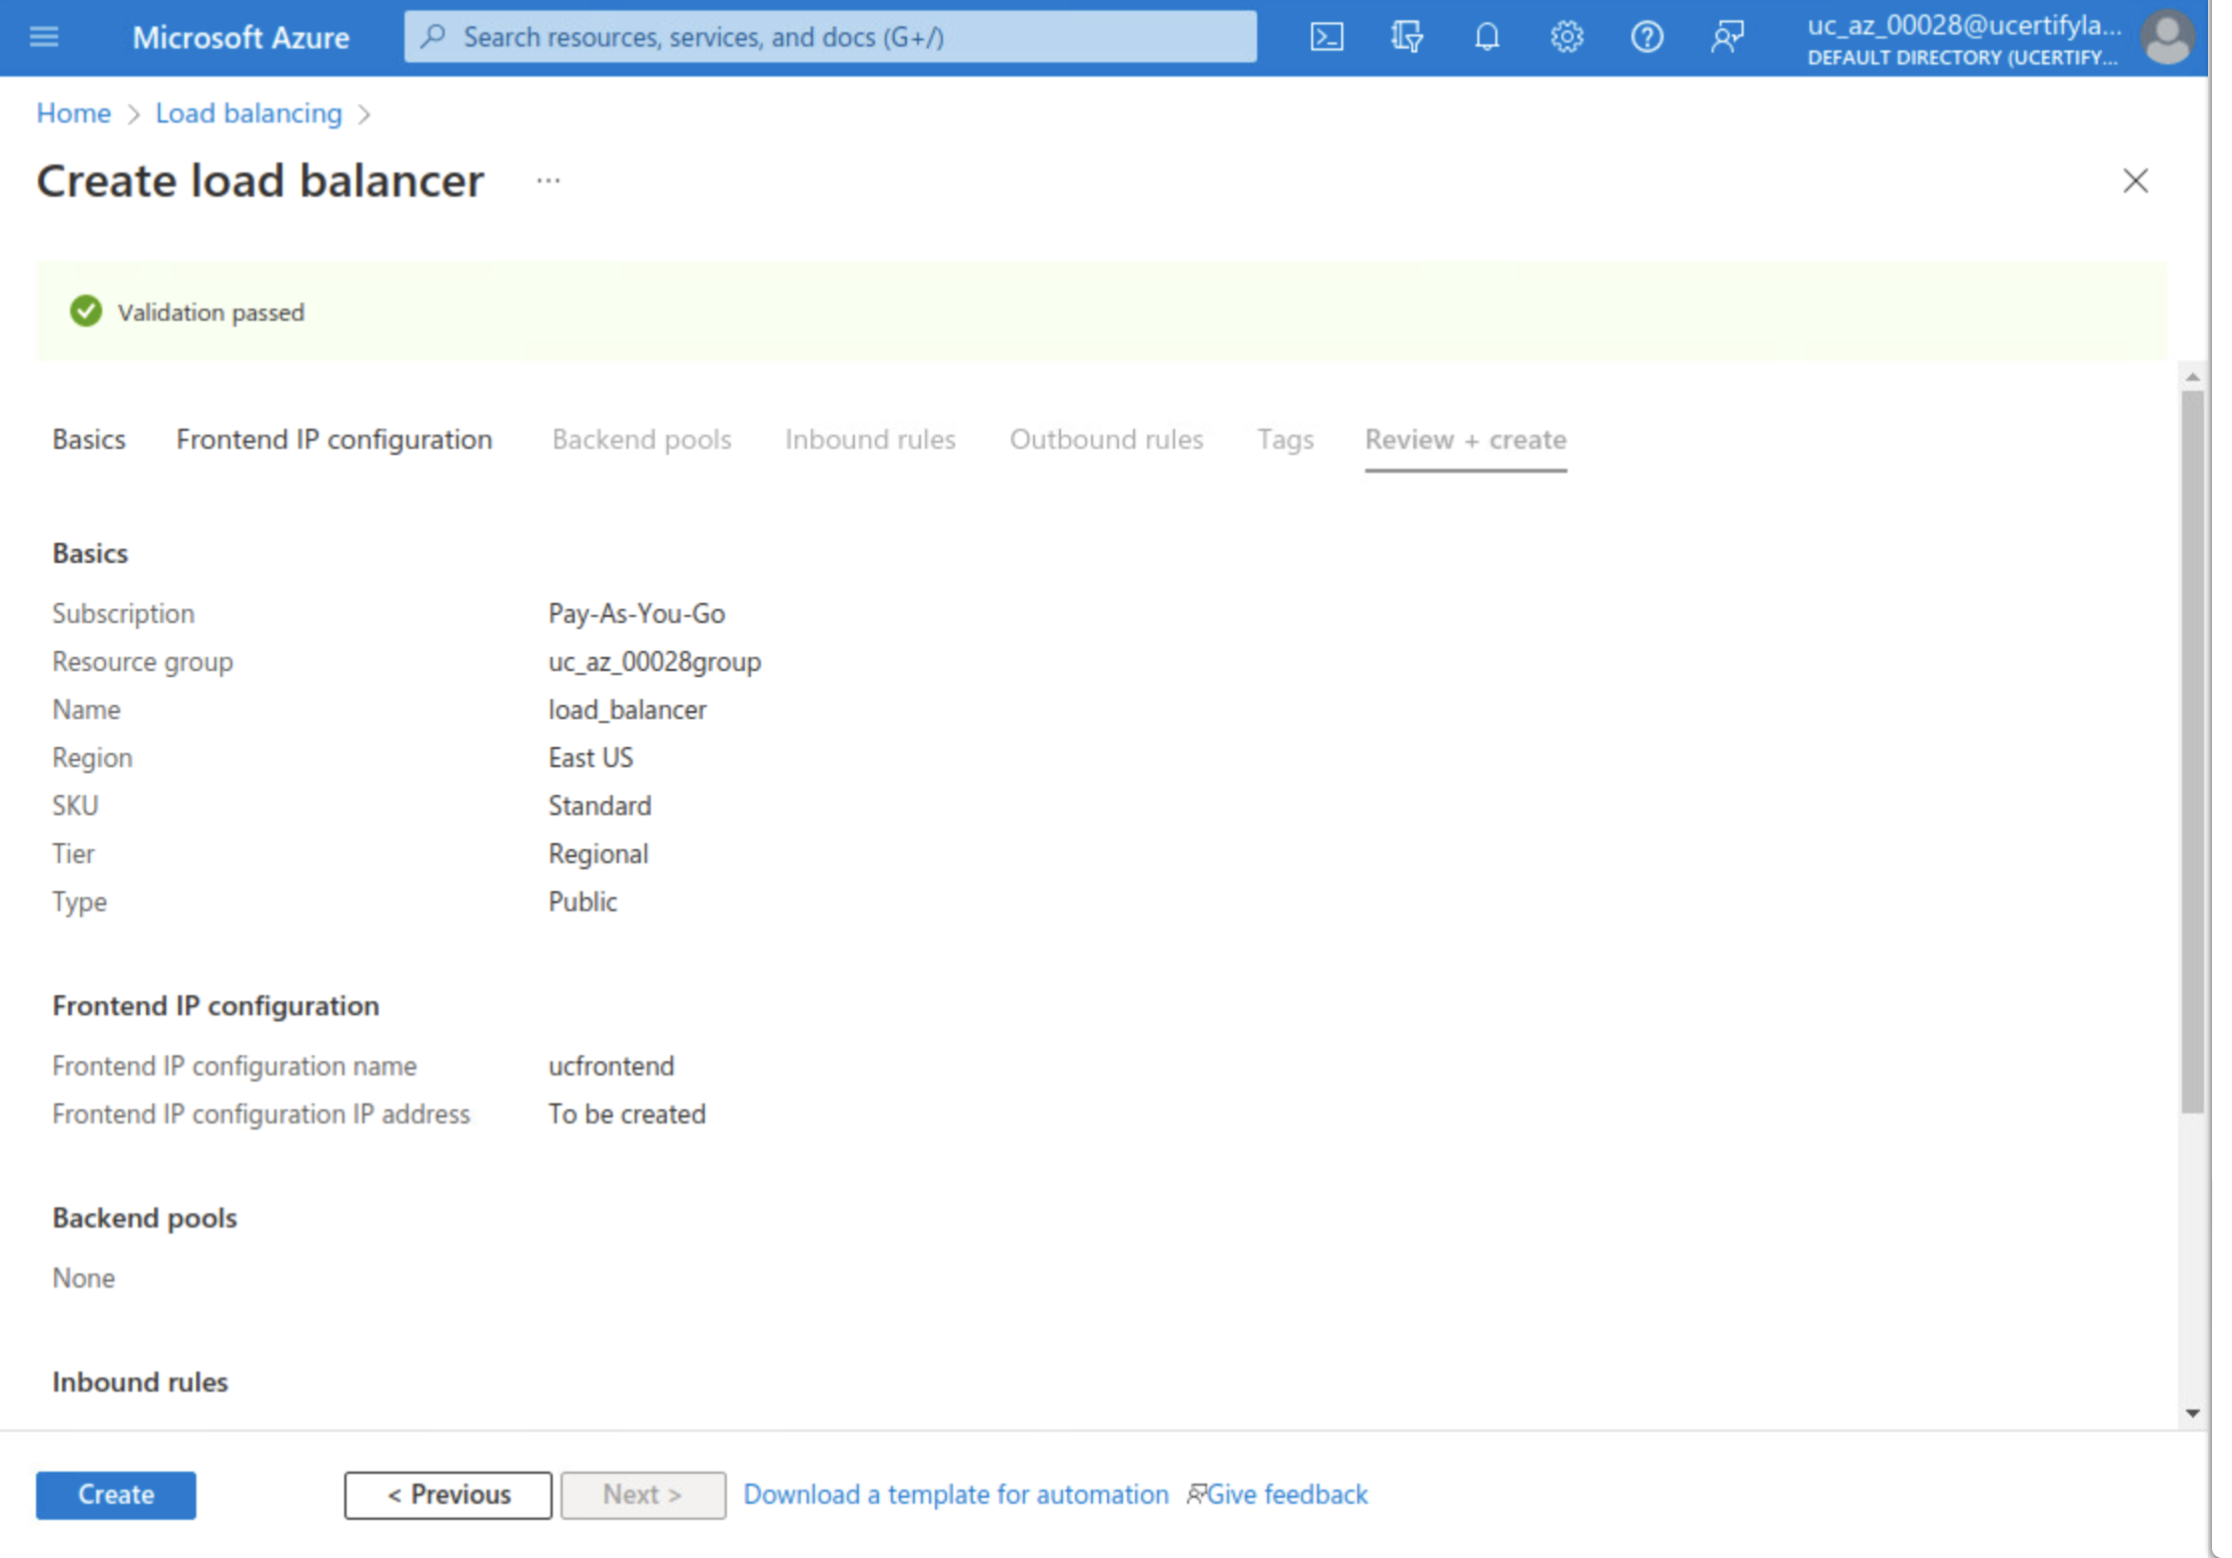 Microsoft Azure
Search resources, services, and docs (G+/)
uc_az_00028@ucertifyla...
DEFAULT DIRECTORY (UCERTIFY...
Home > Load balancing >
Create load balancer ...
Validation passed
Basics Frontend IP configuration Backend pools Inbound rules Outbound rules Tags Review + create
Basics
Subscription Pay-As-You-Go
Resource group uc_az_00028group
Name load_balancer
Region East US
SKU Standard
Tier Regional
Type Public
Frontend IP configuration
Frontend IP configuration name ucfrontend
Frontend IP configuration IP address To be created
Backend pools
None
Inbound rules
Create < Previous Next > Download a template for automation Give feedback